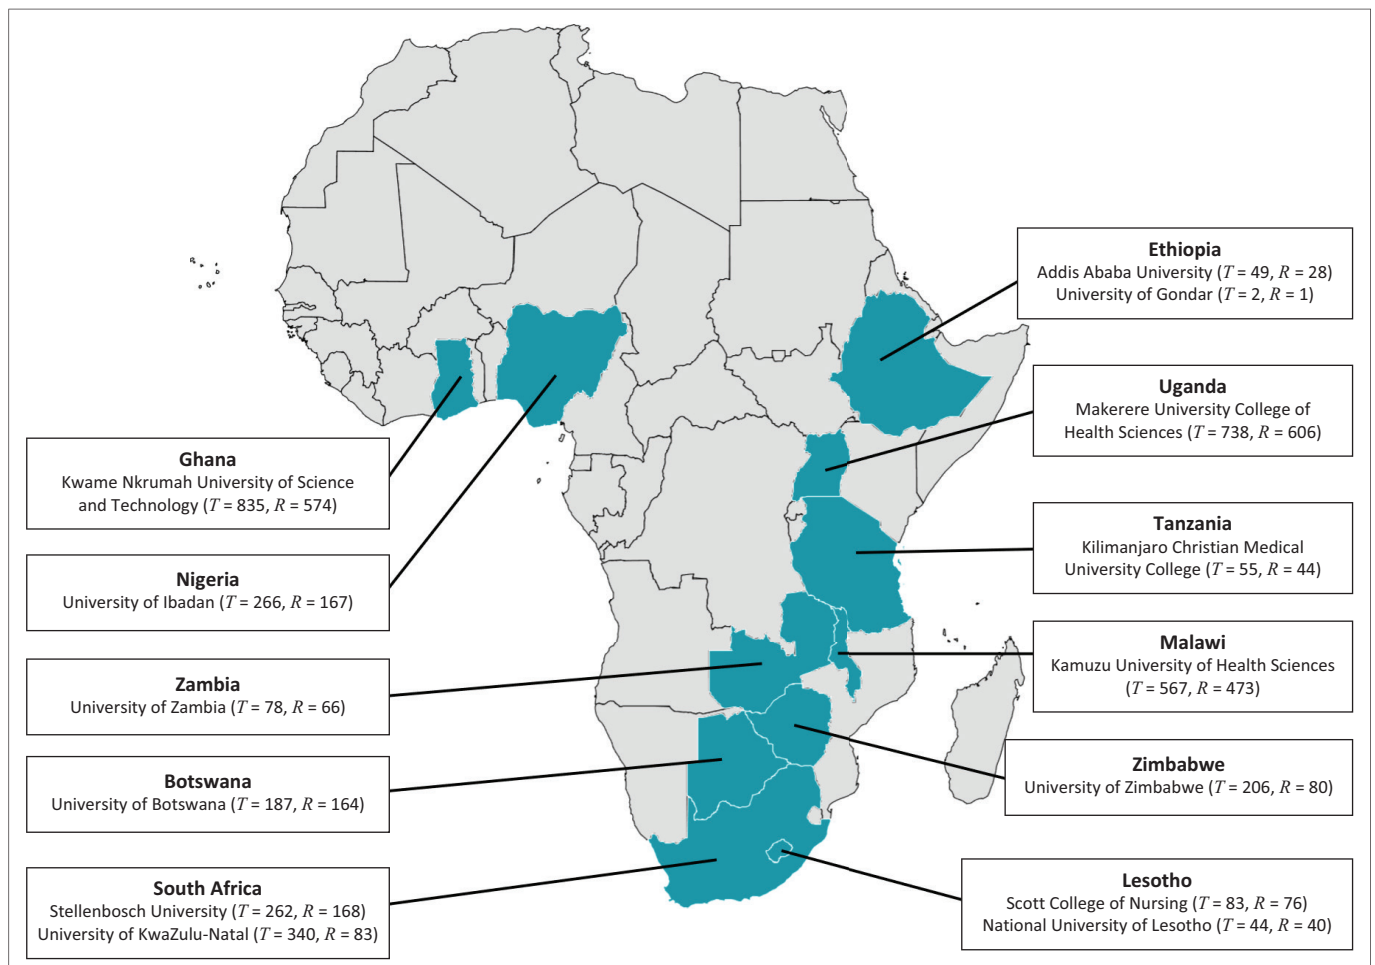 Ethiopia
Addis Ababa University (T = 49, R = 28)
University of Gondar (T = 2, R = 1)
Uganda
Makerere University College of
Health Sciences (T = 738, R = 606)
Ghana
Kwame Nkrumah University of Science
and Technology (T = 835, R = 574)
Tanzania
Kilimanjaro Christian Medical
University College (T = 55, R = 44)
Nigeria
University of Ibadan (T = 266, R = 167)
Malawi
Kamuzu University of Health Sciences
(T = 567, R = 473)
Zambia
University of Zambia (T = 78, R = 66)
Zimbabwe
University of Zimbabwe (T = 206, R = 80)
Botswana
University of Botswana (T = 187, R = 164)
South Africa
Stellenbosch University (T = 262, R = 168)
University of KwaZulu-Natal (T = 340, R = 83)
Lesotho
Scott College of Nursing (T = 83, R = 76)
National University of Lesotho (T = 44, R = 40)